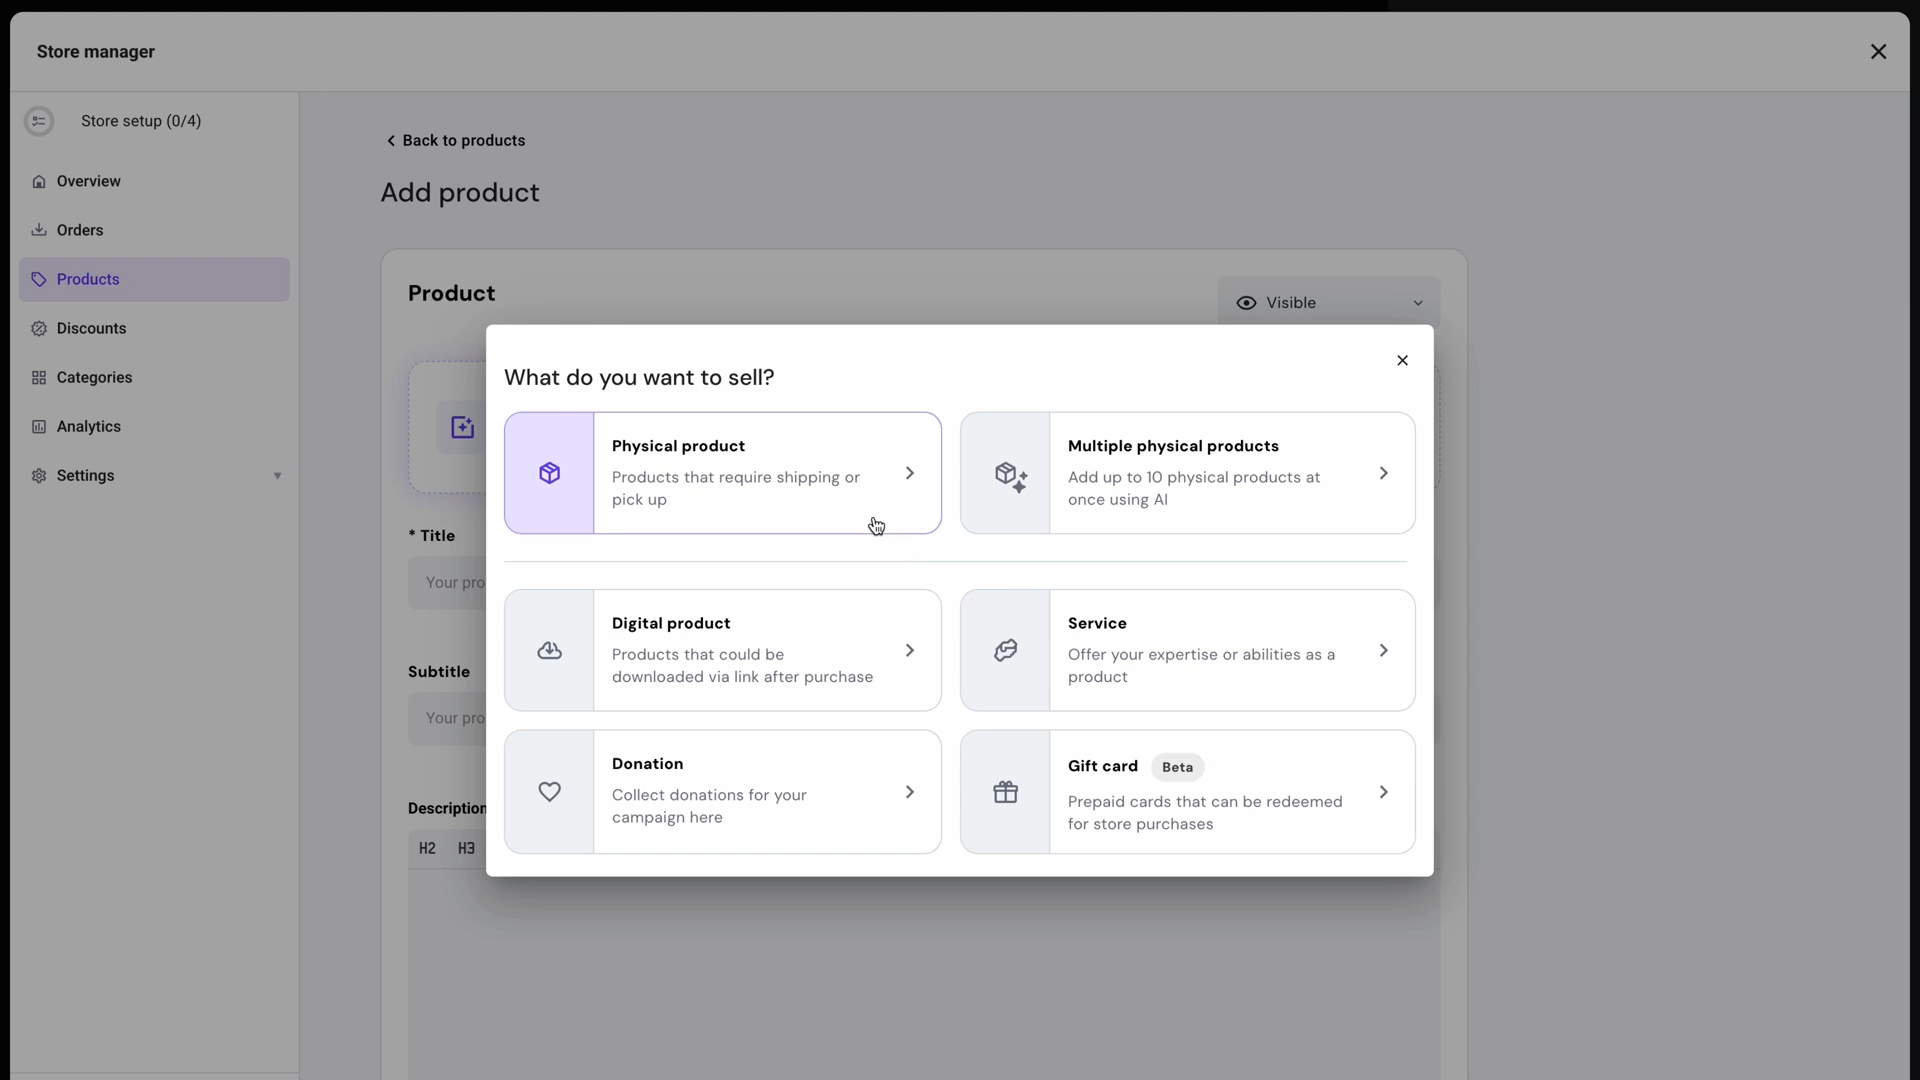 Store manager
Store setup (0/4)
Overview
Orders
Products
Discounts
Categories
Analytics
Settings
Back to products
Add product
Product
Visible
* Title
Your pro
Subtitle
Your pro
Description
H2 H3
What do you want to sell?
Physical product
Products that require shipping or
pick up
Multiple physical products
Add up to 10 physical products at
once using AI
Digital product
Products that could be
downloaded via link after purchase
Service
Offer your expertise or abilities as a
product
Donation
Collect donations for your
campaign here
Gift card Beta
Prepaid cards that can be redeemed
for store purchases